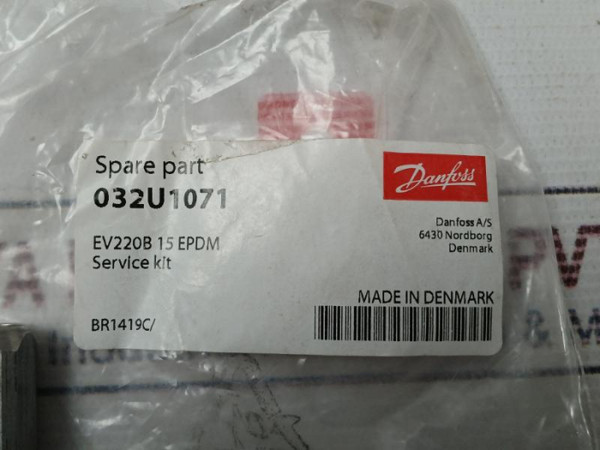 Spare part
032U1071
EV220B 15 EPDM
Service kit
BR1419C/
Danfoss
Danfoss A/S
6430 Nordborg
Denmark
MADE IN DENMARK